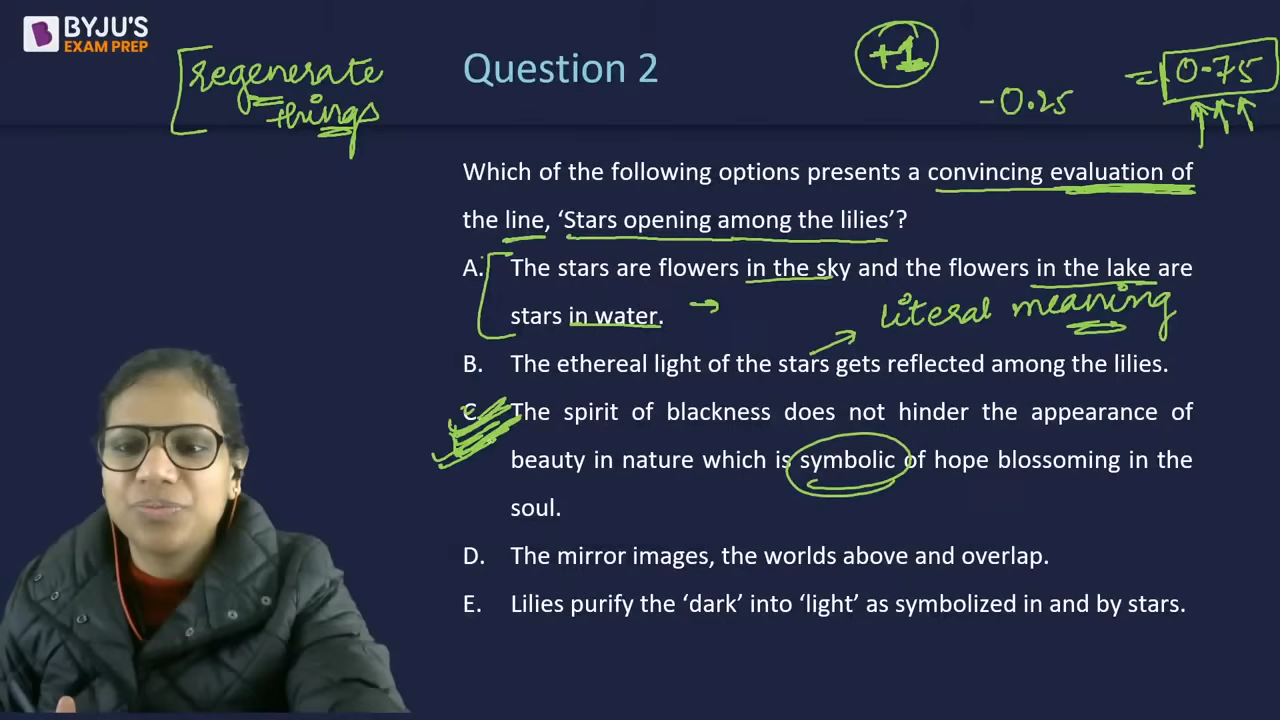 BYJU'S
EXAM PREP
regenerate
things
Question 2
+1
-0.25
= 0.75
Which of the following options presents a convincing evaluation of
the line, ‘Stars opening among the lilies’?
A. The stars are flowers in the sky and the flowers in the lake are
stars in water.
literal meaning
B. The ethereal light of the stars gets reflected among the lilies.
C. The spirit of blackness does not hinder the appearance of
beauty in nature which is symbolic of hope blossoming in the
soul.
D. The mirror images, the worlds above and overlap.
E. Lilies purify the ‘dark’ into ‘light’ as symbolized in and by stars.